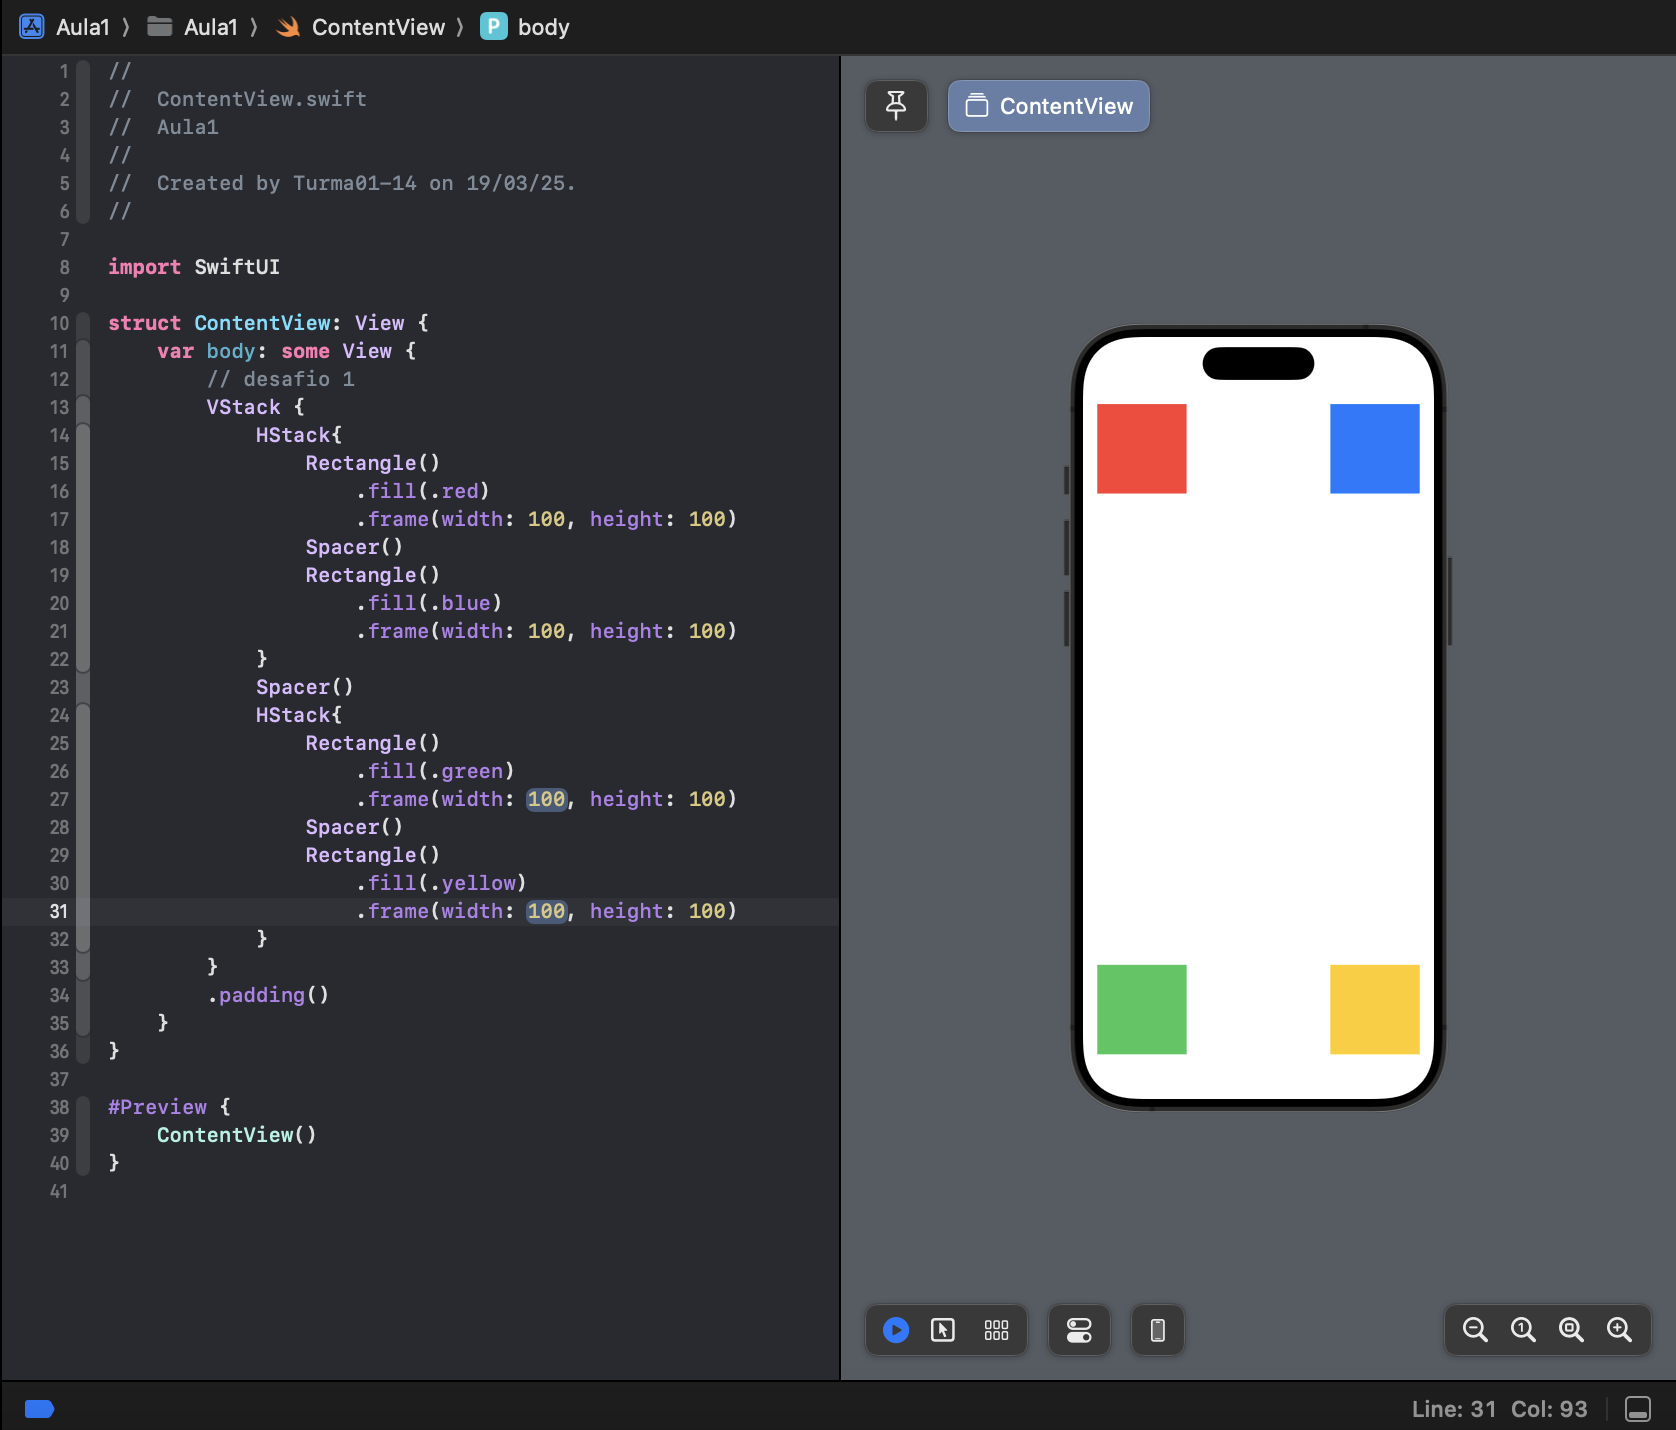 Aula1 〉 Aula1 〉 ContentView 〉 P body
1 //
2 //  ContentView.swift
3 //  Aula1
4 //
5 //  Created by Turma01-14 on 19/03/25.
6 //
7
8 import SwiftUI
9
10 struct ContentView: View {
11     var body: some View {
12         // desafio 1
13         VStack {
14             HStack{
15                 Rectangle()
16                     .fill(.red)
17                     .frame(width: 100, height: 100)
18                 Spacer()
19                 Rectangle()
20                     .fill(.blue)
21                     .frame(width: 100, height: 100)
22             }
23             Spacer()
24             HStack{
25                 Rectangle()
26                     .fill(.green)
27                     .frame(width: 100, height: 100)
28                 Spacer()
29                 Rectangle()
30                     .fill(.yellow)
31                     .frame(width: 100, height: 100)
32             }
33         }
34         .padding()
35     }
36 }
37
38 #Preview {
39     ContentView()
40 }
41
ContentView
Line: 31  Col: 93